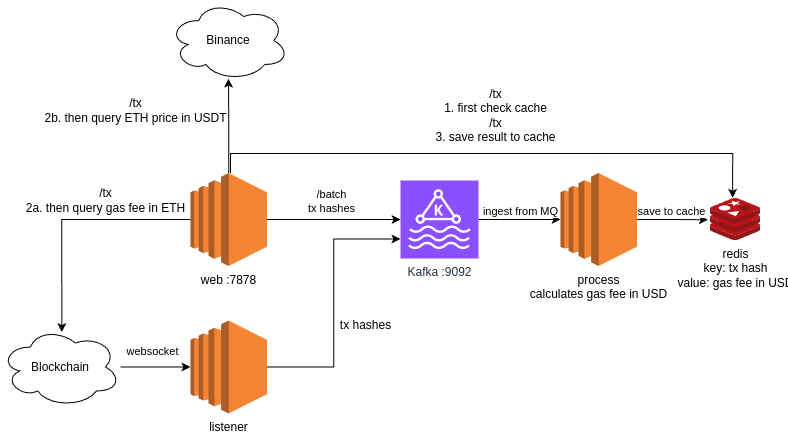 Binance
/tx
2b. then query ETH price in USDT
/tx
1. first check cache
/tx
3. save result to cache
/tx
2a. then query gas fee in ETH
/batch
tx hashes
K
ingest from MQ
save to cache
web :7878
Kafka :9092
process
calculates gas fee in USD
redis
key: tx hash
value: gas fee in USD
tx hashes
Blockchain
websocket
listener